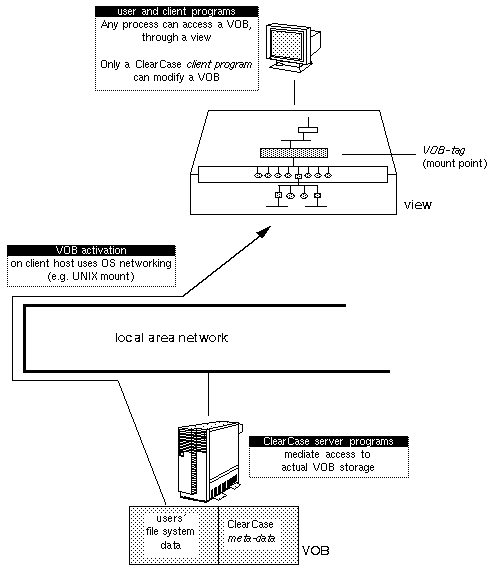 user and client programs
Any process can access a VOB,
through a view
Only a ClearCase client program
can modify a VOB
VOB-tag
(mount point)
view
VOB activation
on client host uses OS networking
(e.g. UNIX mount)
local area network
ClearCase server programs
mediate access to
actual VOB storage
users
file system
data
ClearCase
meta-data
VOB